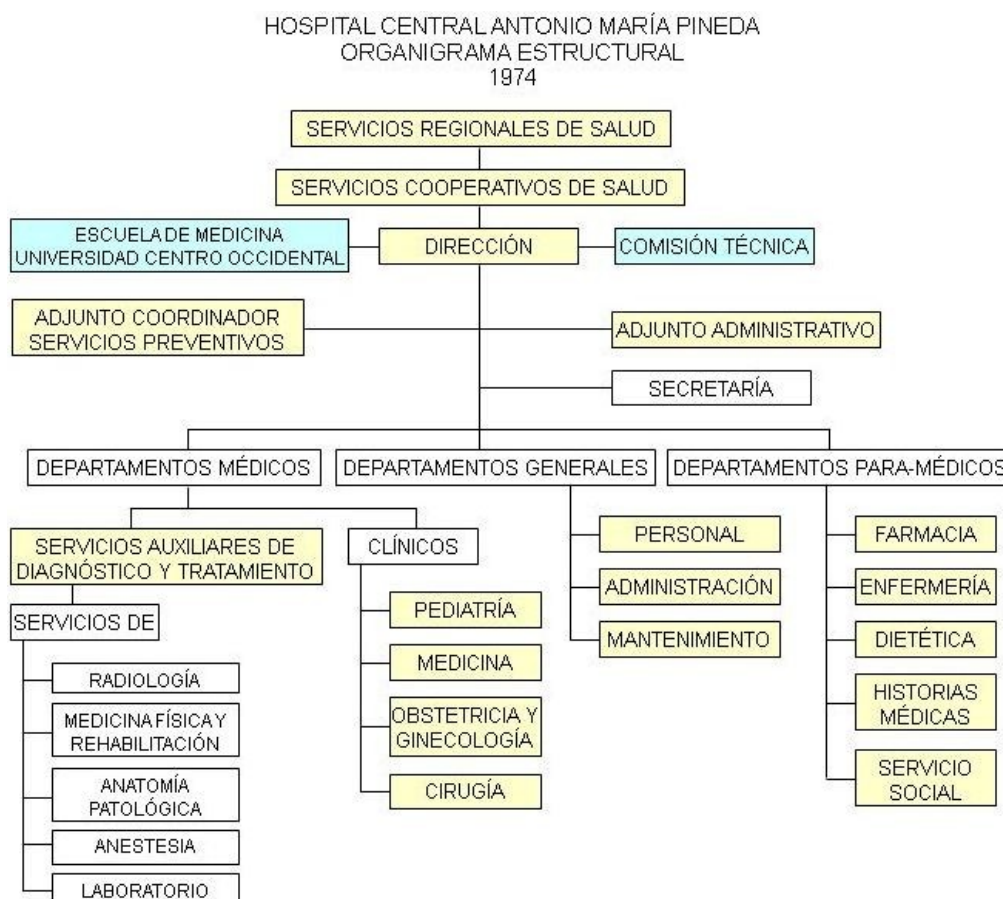 HOSPITAL CENTRAL ANTONIO MARÍA PINEDA
ORGANIGRAMA ESTRUCTURAL
1974
SERVICIOS REGIONALES DE SALUD
SERVICIOS COOPERATIVOS DE SALUD
ESCUELA DE MEDICINA
UNIVERSIDAD CENTRO OCCIDENTAL
DIRECCIÓN
COMISIÓN TÉCNICA
ADJUNTO COORDINADOR
SERVICIOS PREVENTIVOS
ADJUNTO ADMINISTRATIVO
SECRETARÍA
DEPARTAMENTOS MÉDICOS
DEPARTAMENTOS GENERALES
DEPARTAMENTOS PARA-MÉDICOS
SERVICIOS AUXILIARES DE
DIAGNÓSTICO Y TRATAMIENTO
SERVICIOS DE
RADIOLOGÍA
MEDICINA FÍSICA Y
REHABILITACIÓN
ANATOMÍA
PATOLÓGICA
ANESTESIA
LABORATORIO
CLÍNICOS
PEDIATRÍA
MEDICINA
OBSTETRICIA Y
GINECOLOGÍA
CIRUGÍA
PERSONAL
ADMINISTRACIÓN
MANTENIMIENTO
FARMACIA
ENFERMERÍA
DIETÉTICA
HISTORIAS
MÉDICAS
SERVICIO
SOCIAL